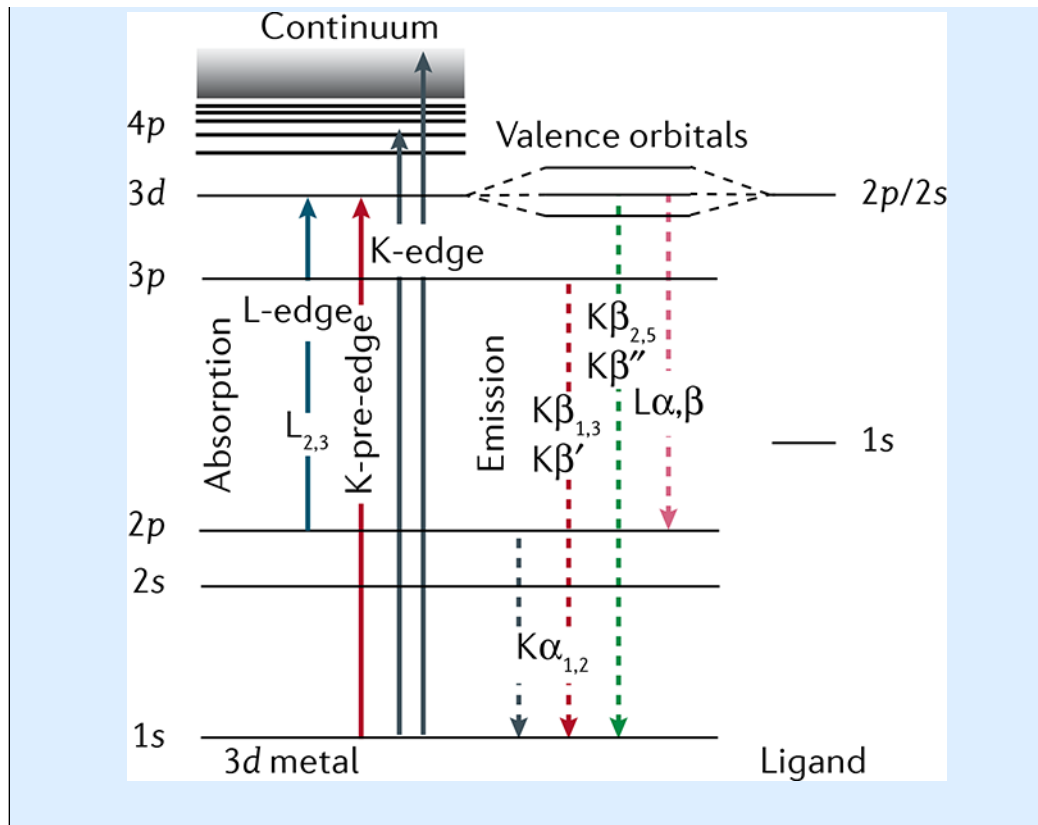 Continuum
4p
Valence orbitals
3d
2p/2s
K-edge
3p
L-edge
Kβ2,5
Kβ″
Absorption
K-pre-edge
Emission
Lα,β
Kβ1,3
Kβ′
L2,3
1s
2p
2s
Kα1,2
1s
3d metal
Ligand